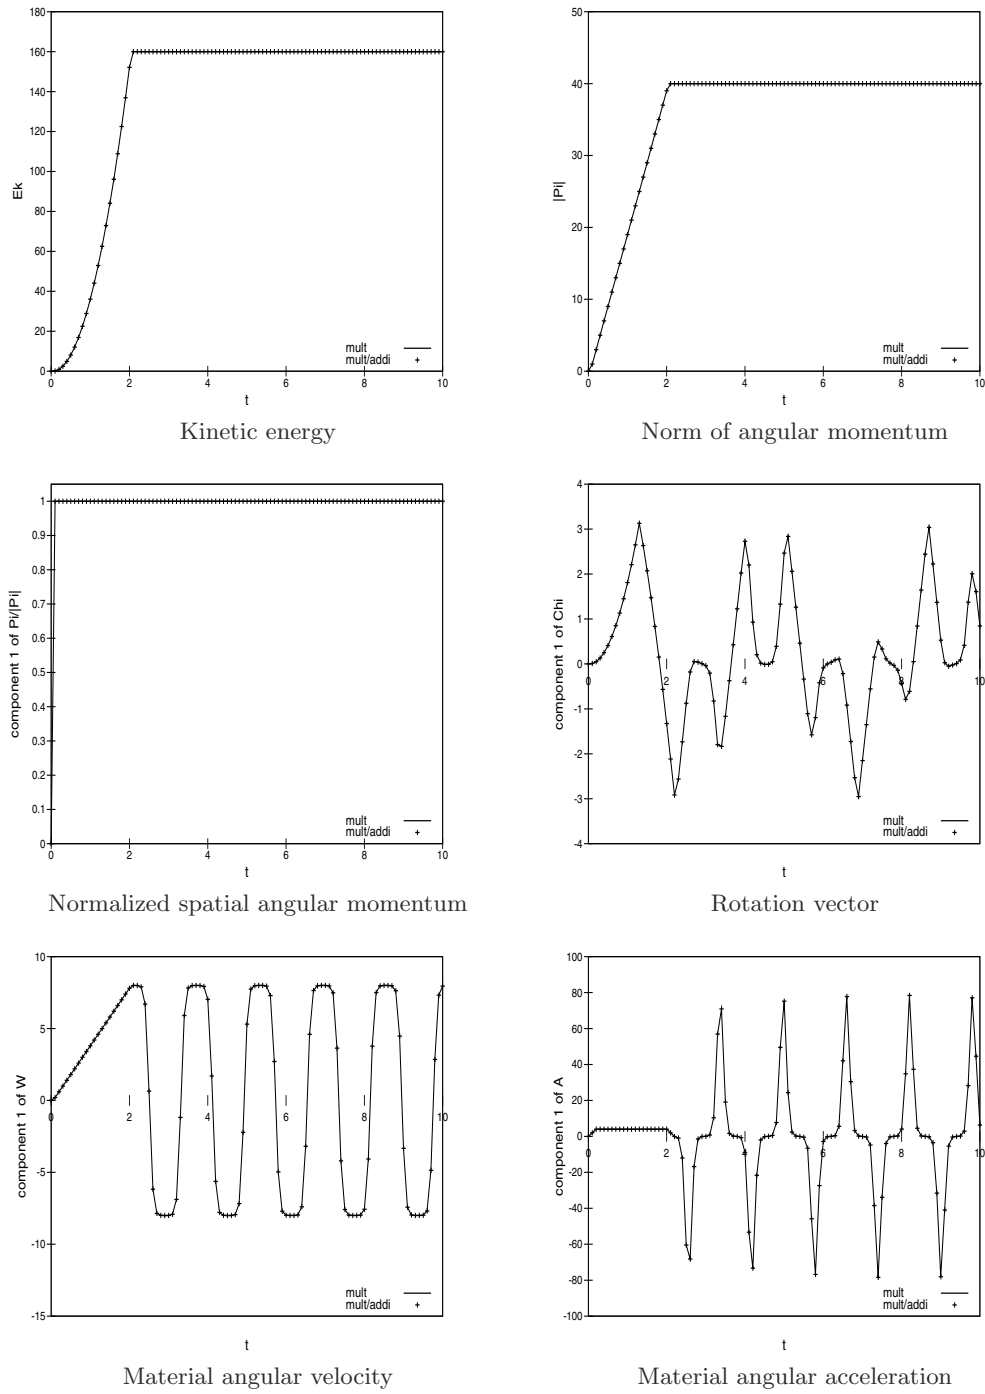 180
160
140
120
100
80
60
40
20
0
Ek
mult
mult/addi
0 2 4 6 8 10
t
Kinetic energy
50
40
30
20
10
0
|Pi|
mult
mult/addi
0 2 4 6 8 10
t
Norm of angular momentum
1
0.9
0.8
0.7
0.6
0.5
0.4
0.3
0.2
0.1
0
component 1 of Pi/|Pi|
mult
mult/addi
0 2 4 6 8 10
t
Normalized spatial angular momentum
4
3
2
1
0
-1
-2
-3
-4
component 1 of Chi
0 2 4 6 8 10
mult
mult/addi
t
Rotation vector
10
5
0
-5
-10
-15
component 1 of W
0 2 4 6 8 10
mult
mult/addi
t
Material angular velocity
100
80
60
40
20
0
-20
-40
-60
-80
-100
component 1 of A
0 2 4 6 8 10
mult
mult/addi
t
Material angular acceleration